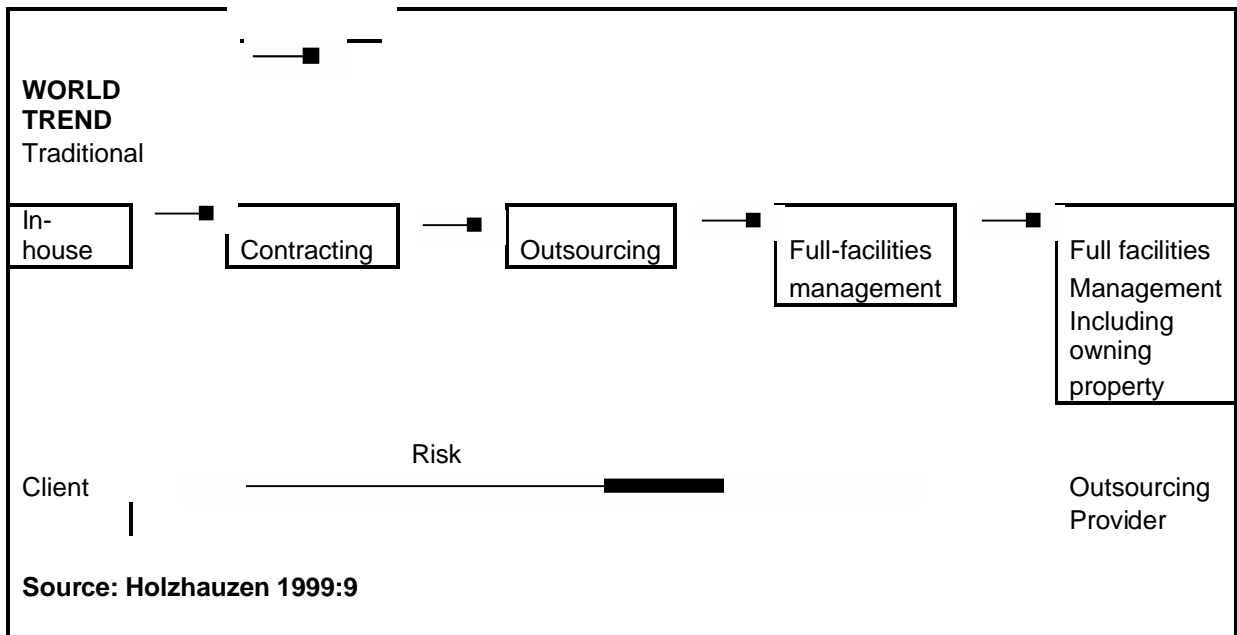 WORLD
TREND
Traditional
In-
house
Contracting
Outsourcing
Full-facilities
management
Full facilities
Management
Including
owning
property
Risk
Client
Outsourcing
Provider
Source: Holzhauzen 1999:9